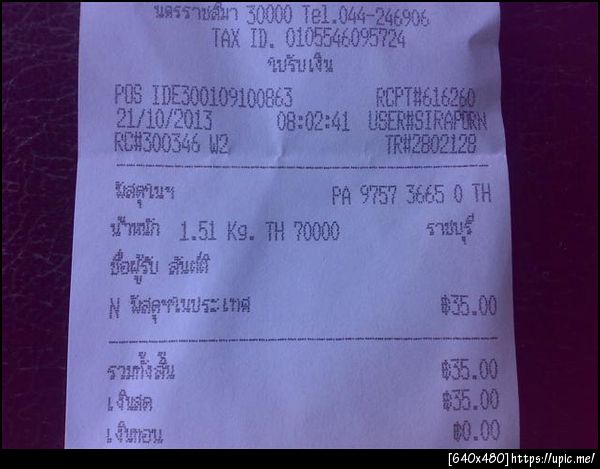 นครราชสีมา 30000 Tel.044-246906
TAX ID. 0105546095724
ใบรับเงิน
POS IDE300109100863 RCPT#616260
21/10/2013 08:02:41 USER#SIRAPORN
RC#300346 W2 TR#2802128
พัสดุฯในฯ PA 9757 3665 0 TH
น้ำหนัก 1.51 Kg. TH 70000 ราชบุรี
ชื่อผู้รับ สันต์ติ
N พัสดุฯในประเทศ ฿35.00
รวมทั้งสิ้น ฿35.00
เงินสด ฿35.00
เงินทอน ฿0.00
[640x480]https://upic.me/